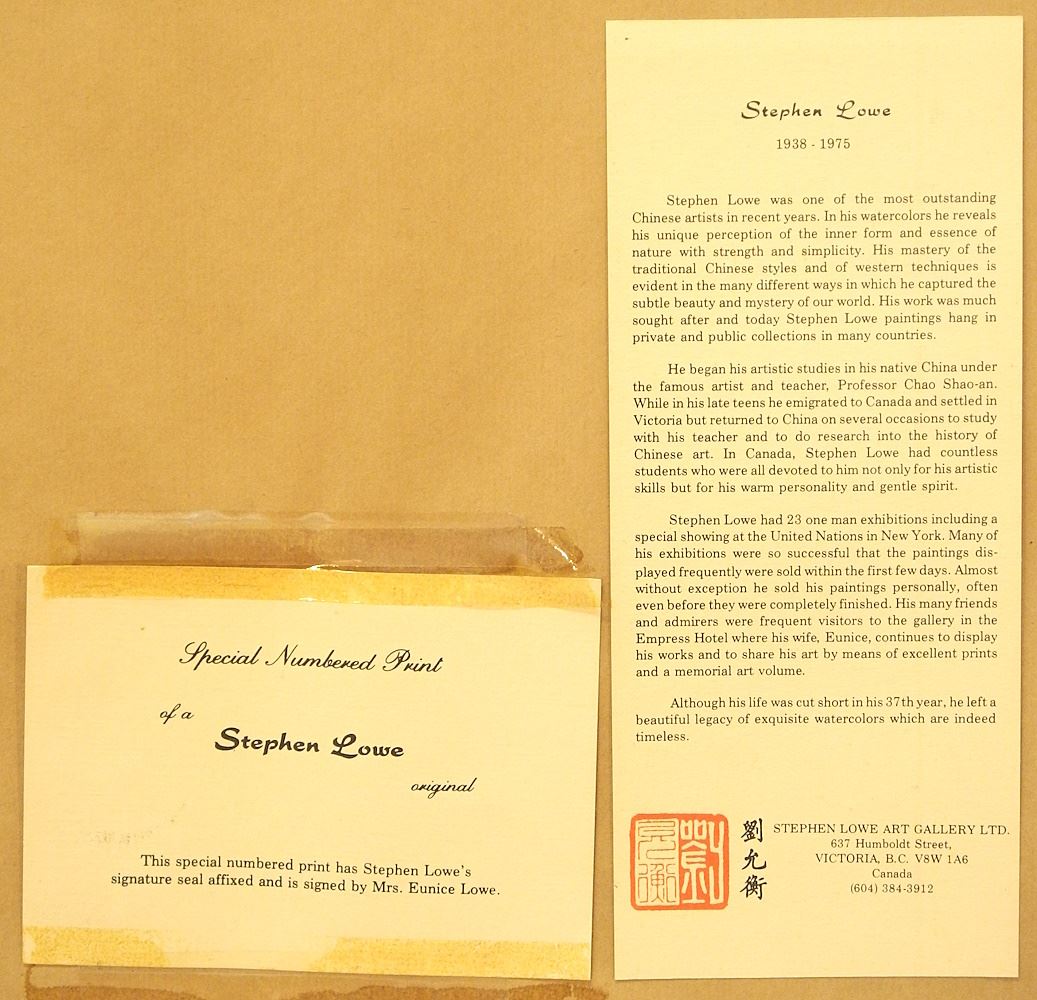 Special Numbered Print
of a
Stephen Lowe
original
This special numbered print has Stephen Lowe's
signature seal affixed and is signed by Mrs. Eunice Lowe.
Stephen Lowe
1938 - 1975
Stephen Lowe was one of the most outstanding
Chinese artists in recent years. In his watercolors he reveals
his unique perception of the inner form and essence of
nature with strength and simplicity. His mastery of the
traditional Chinese styles and of western techniques is
evident in the many different ways in which he captured the
subtle beauty and mystery of our world. His work was much
sought after and today Stephen Lowe paintings hang in
private and public collections in many countries.
He began his artistic studies in his native China under
the famous artist and teacher, Professor Chao Shao-an.
While in his late teens he emigrated to Canada and settled in
Victoria but returned to China on several occasions to study
with his teacher and to do research into the history of
Chinese art. In Canada, Stephen Lowe had countless
students who were all devoted to him not only for his artistic
skills but for his warm personality and gentle spirit.
Stephen Lowe had 23 one man exhibitions including a
special showing at the United Nations in New York. Many of
his exhibitions were so successful that the paintings dis-
played frequently were sold within the first few days. Almost
without exception he sold his paintings personally, often
even before they were completely finished. His many friends
and admirers were frequent visitors to the gallery in the
Empress Hotel where his wife, Eunice, continues to display
his works and to share his art by means of excellent prints
and a memorial art volume.
Although his life was cut short in his 37th year, he left a
beautiful legacy of exquisite watercolors which are indeed
timeless.
劉允衡
劉允衡
STEPHEN LOWE ART GALLERY LTD.
637 Humboldt Street,
VICTORIA, B.C. V8W 1A6
Canada
(604) 384-3912